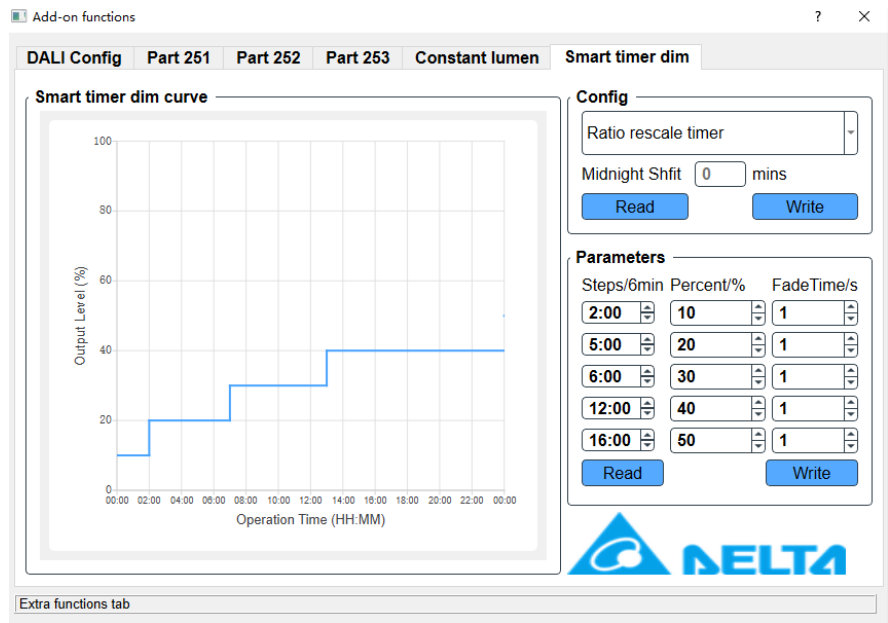 Add-on functions
? ×
DALI Config Part 251 Part 252 Part 253 Constant lumen Smart timer dim
Smart timer dim curve
100
80
60
40
20
0
Output Level (%)
00:00 02:00 04:00 06:00 08:00 10:00 12:00 14:00 16:00 18:00 20:00 22:00 00:00
Operation Time (HH:MM)
Config
Ratio rescale timer
Midnight Shfit 0 mins
Read Write
Parameters
Steps/6min Percent/% FadeTime/s
2:00 10 1
5:00 20 1
6:00 30 1
12:00 40 1
16:00 50 1
Read Write
DELTA
Extra functions tab